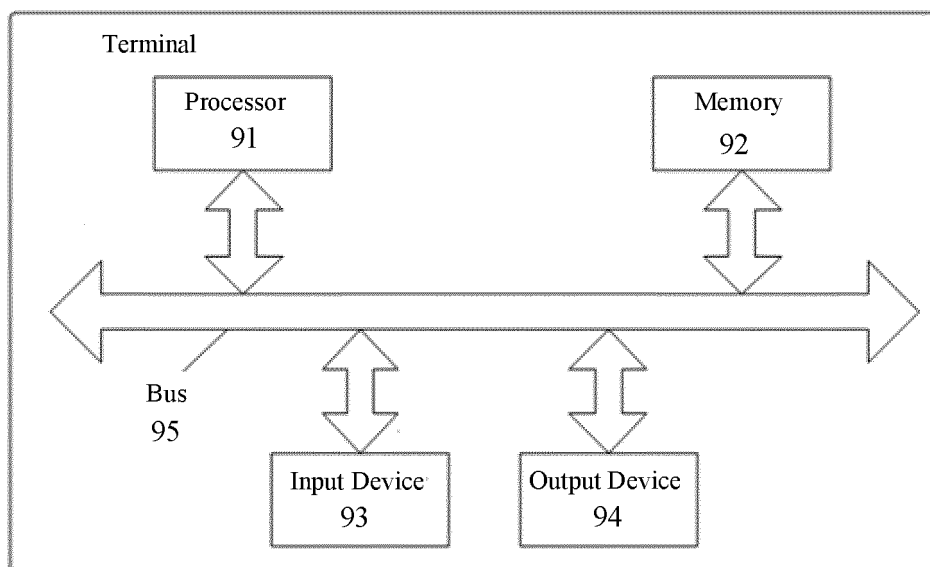 Terminal
Processor
91
Memory
92
Bus
95
Input Device
93
Output Device
94